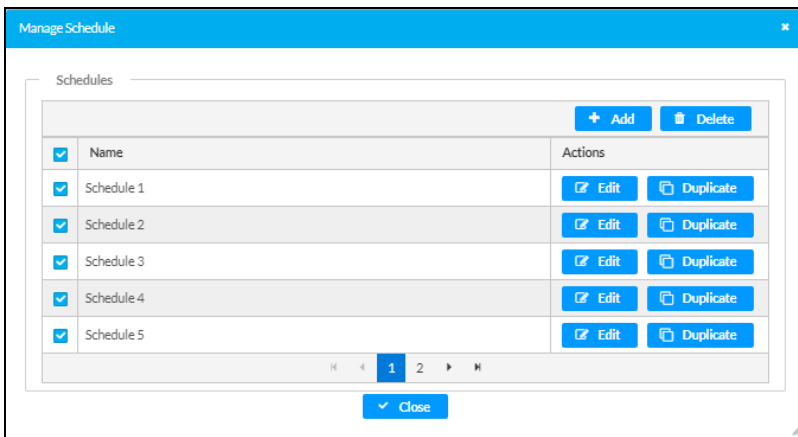 Manage Schedule
Schedules
Add Delete
Name Actions
Schedule 1 Edit Duplicate
Schedule 2 Edit Duplicate
Schedule 3 Edit Duplicate
Schedule 4 Edit Duplicate
Schedule 5 Edit Duplicate
1 2
Close